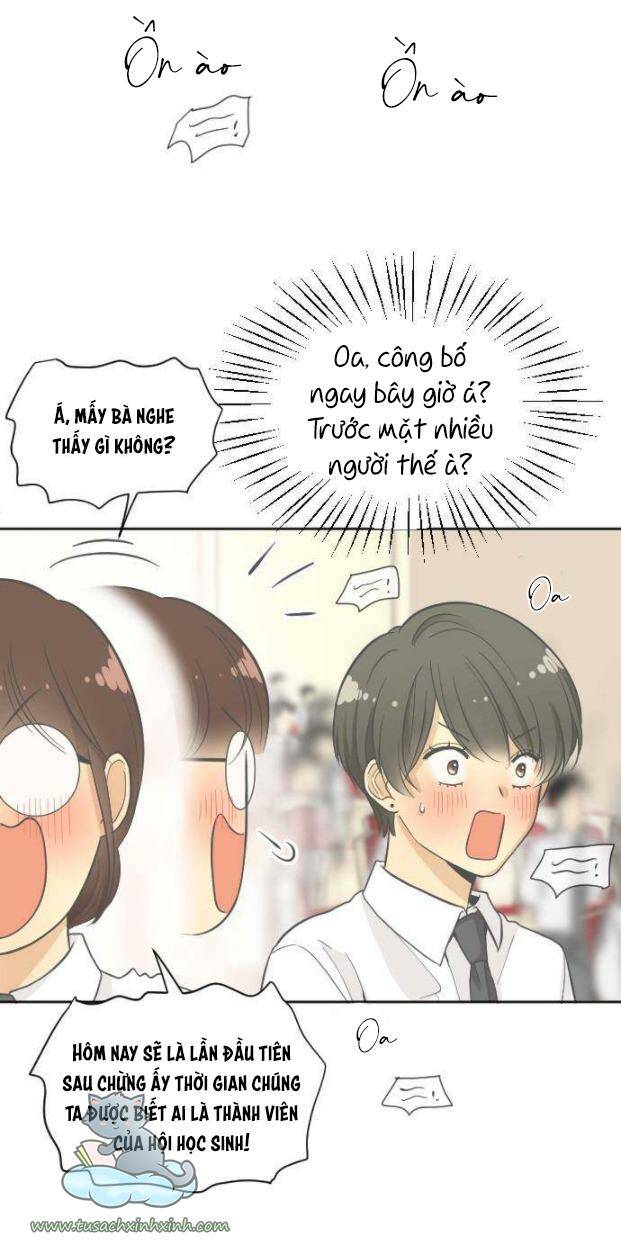 Ồn ào
Ồn ào
Oa, công bố
ngay bây giờ á?
Trước mặt nhiều
người thế à?
Á, MẤY BÀ NGHE
THẤY GÌ KHÔNG?
Oa
HÔM NAY SẼ LÀ LẦN ĐẦU TIÊN
SAU CHỪNG ẤY THỜI GIAN CHÚNG
TA ĐƯỢC BIẾT AI LÀ THÀNH VIÊN
CỦA HỘI HỌC SINH!
Oa
www.tusachxinhxinh.com